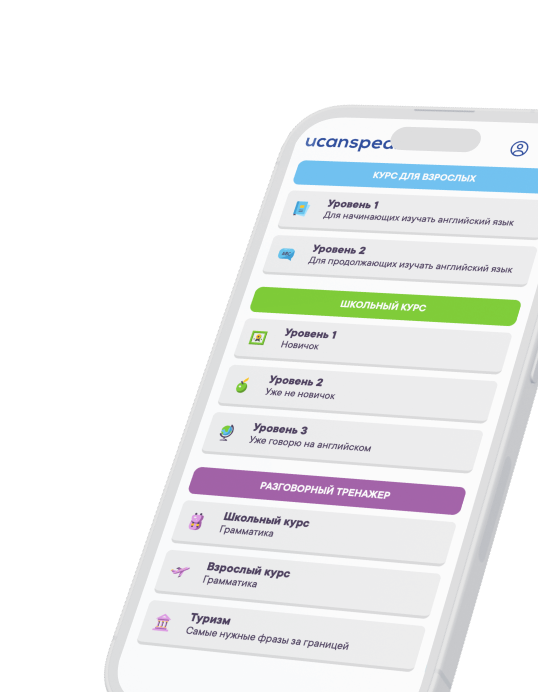 ucanspea
КУРС ДЛЯ ВЗРОСЛЫХ
Уровень 1
Для начинающих изучать английский язык
Уровень 2
Для продолжающих изучать английский язык
ШКОЛЬНЫЙ КУРС
Уровень 1
Новичок
Уровень 2
Уже не новичок
Уровень 3
Уже говорю на английском
РАЗГОВОРНЫЙ ТРЕНАЖЕР
Школьный курс
Грамматика
Взрослый курс
Грамматика
Туризм
Самые нужные фразы за границей